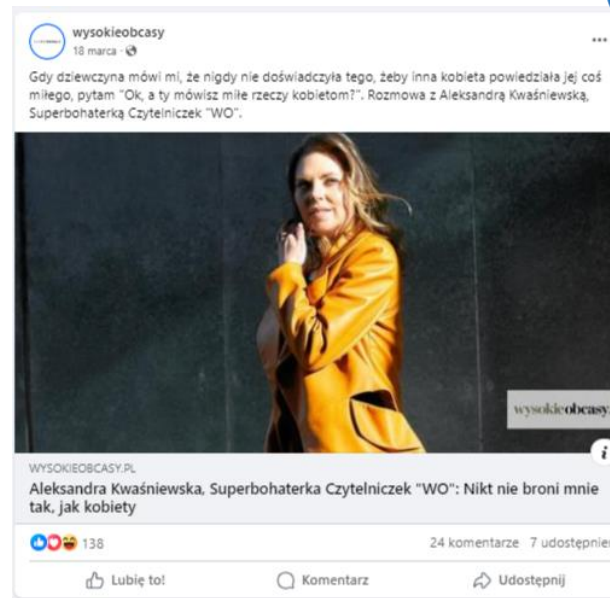 wysokieobcasy
18 marca ·
Gdy dziewczyna mówi mi, że nigdy nie doświadczyła tego, żeby inna kobieta powiedziała jej coś
miłego, pytam "Ok, a ty mówisz miłe rzeczy kobietom?". Rozmowa z Aleksandrą Kwaśniewską,
Superbohaterką Czytelniczek "WO".
wysokieobcasy
i
WYSOKIEOBCASY.PL
Aleksandra Kwaśniewska, Superbohaterka Czytelniczek "WO": Nikt nie broni mnie
tak, jak kobiety
138 24 komentarze 7 udostępnień
Lubię to! Komentarz Udostępnij